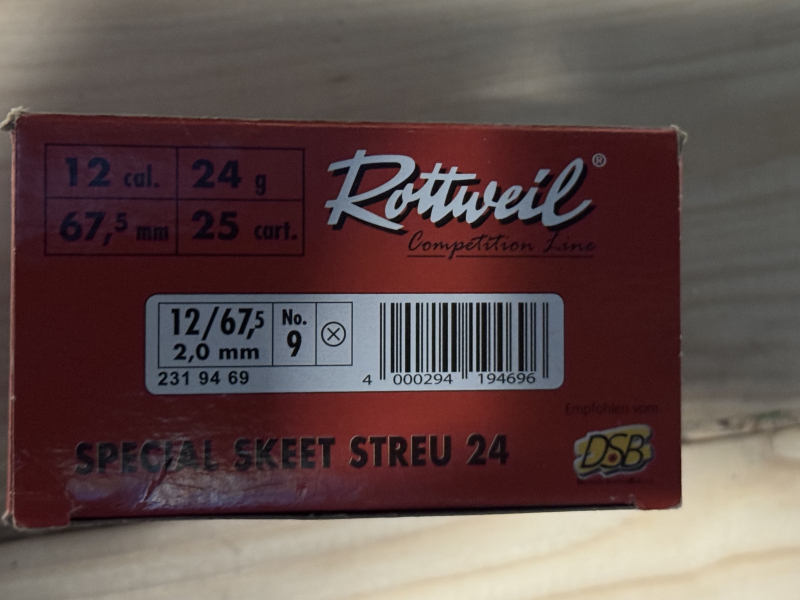 12 cal. 24 g
67,5 mm 25 cart.
Rottweil®
Competition Line
12/67,5 No.
2,0 mm 9
231 94 69
4 000294 194696
Empfohlen vom
SPECIAL SKEET STREU 24
DSB